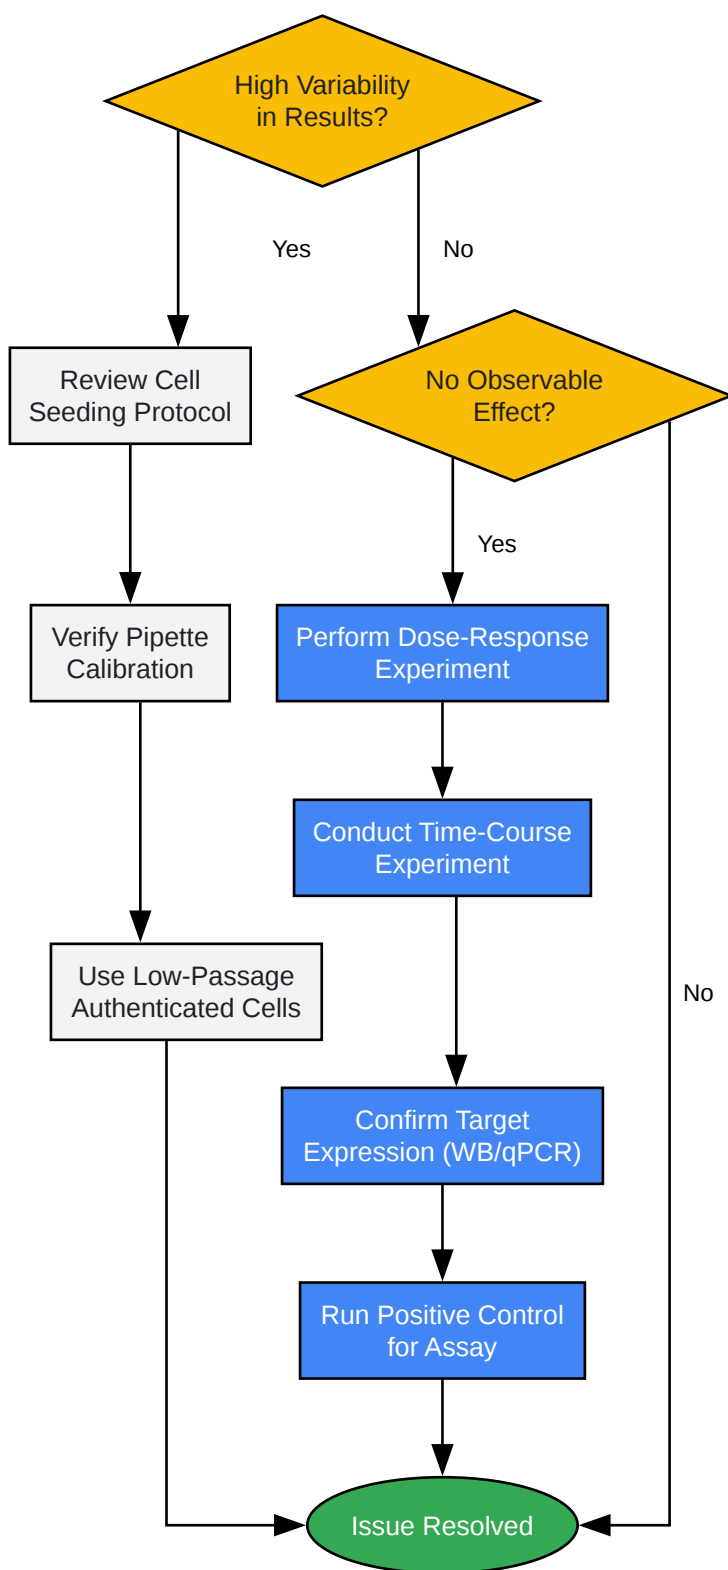 High Variability
in Results?
Yes
No
Review Cell
Seeding Protocol
No Observable
Effect?
Yes
Verify Pipette
Calibration
Perform Dose-Response
Experiment
Conduct Time-Course
Experiment
Use Low-Passage
Authenticated Cells
No
Confirm Target
Expression (WB/qPCR)
Run Positive Control
for Assay
Issue Resolved